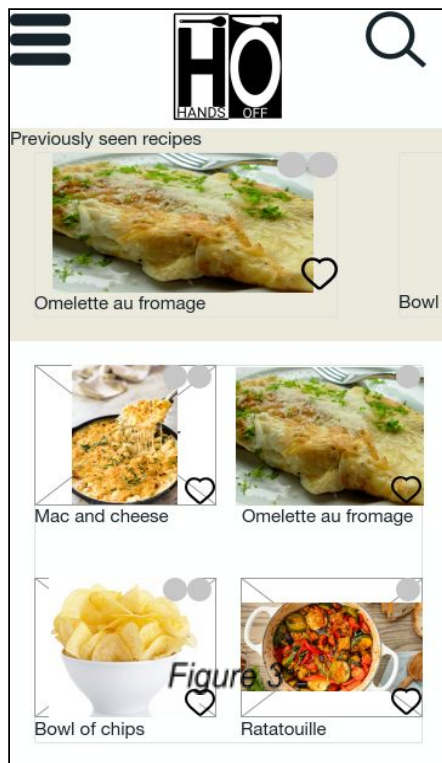 HO
HANDS OFF
Previously seen recipes
Omelette au fromage
Bowl
Mac and cheese
Omelette au fromage
Bowl of chips
Ratatouille
Figure 3 -